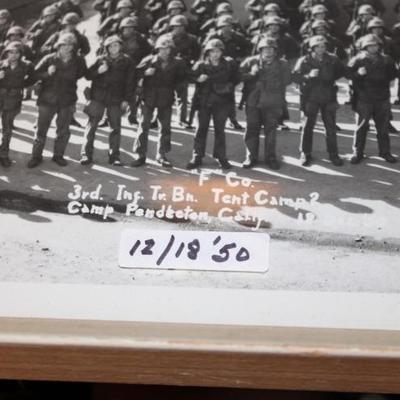 "F" Co.
3rd. Inf. Tr. Bn. Tent Camp 2
Camp Pendleton, Calif.
12/18 '50